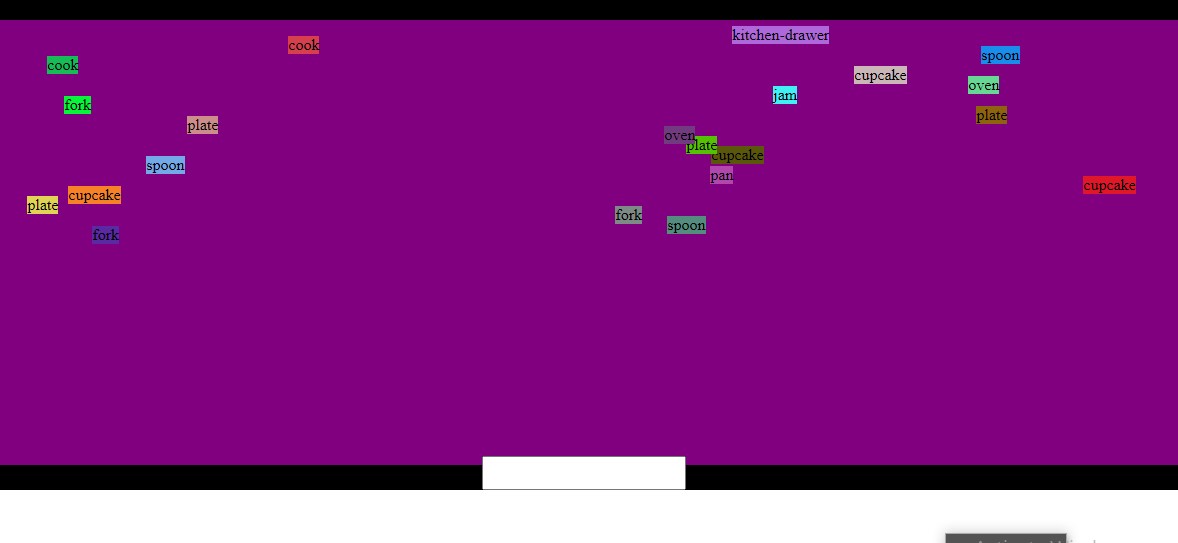 kitchen-drawer
cook
spoon
cook
cupcake
oven
jam
fork
plate
plate
oven
plate
cupcake
spoon
pan
cupcake
cupcake
plate
fork
spoon
fork